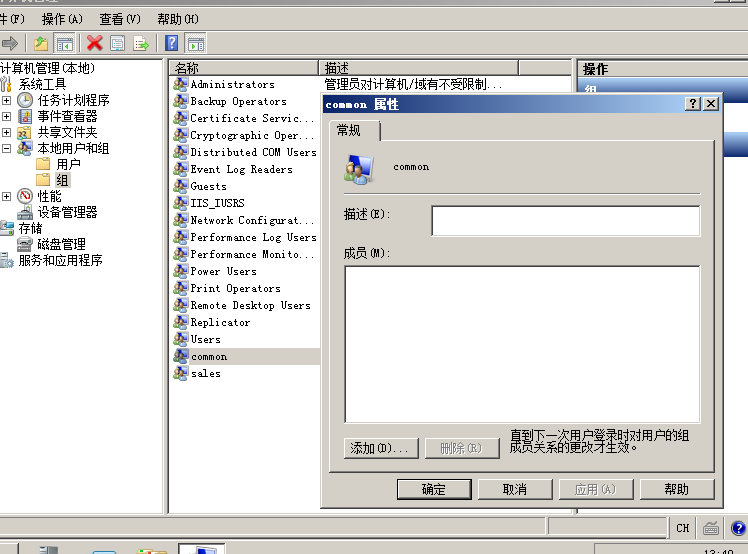 件(F) 操作(A) 查看(V) 帮助(H)
计算机管理(本地)
系统工具
任务计划程序
事件查看器
共享文件夹
本地用户和组
用户
组
性能
设备管理器
存储
磁盘管理
服务和应用程序
名称 描述
Administrators 管理员对计算机/域有不受限制...
Backup Operators
Certificate Servic...
Cryptographic Oper...
Distributed COM Users
Event Log Readers
Guests
IIS_IUSRS
Network Configurat...
Performance Log Users
Performance Monito...
Power Users
Print Operators
Remote Desktop Users
Replicator
Users
common
sales
操作
组
common 属性
常规
common
描述(E):
成员(M):
添加(D)... 删除(R)
直到下一次用户登录时对用户的组
成员关系的更改才生效。
确定 取消 应用(A) 帮助
CH